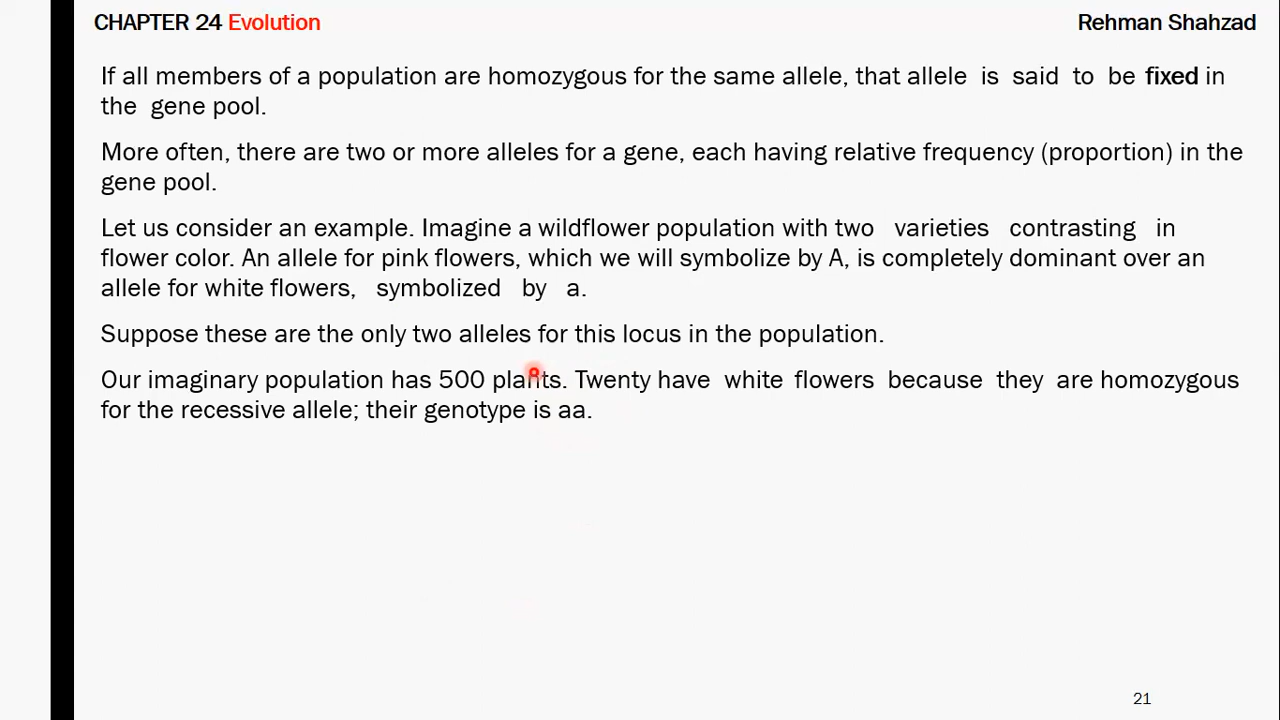 CHAPTER 24 Evolution
Rehman Shahzad
If all members of a population are homozygous for the same allele, that allele is said to be fixed in
the gene pool.
More often, there are two or more alleles for a gene, each having relative frequency (proportion) in the
gene pool.
Let us consider an example. Imagine a wildflower population with two varieties contrasting in
flower color. An allele for pink flowers, which we will symbolize by A, is completely dominant over an
allele for white flowers, symbolized by a.
Suppose these are the only two alleles for this locus in the population.
Our imaginary population has 500 plants. Twenty have white flowers because they are homozygous
for the recessive allele; their genotype is aa.
21